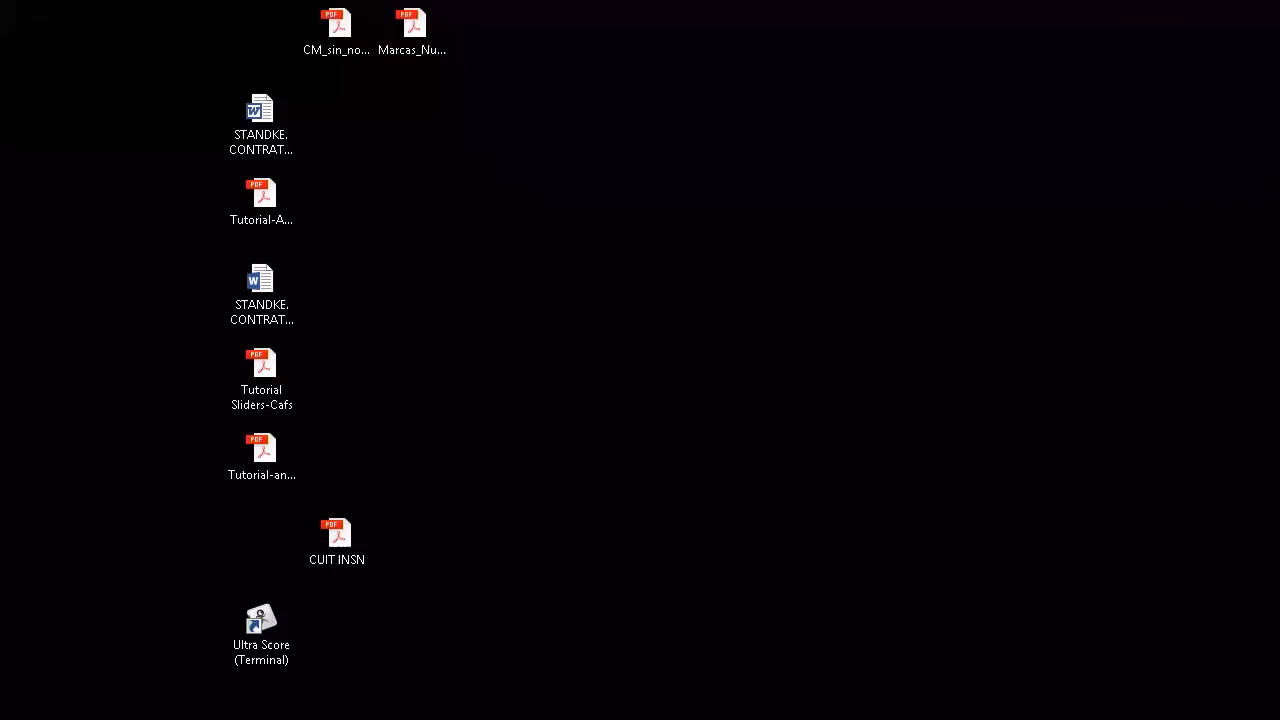 CM_sin_no...
Marcas_Nu...
STANDKE.
CONTRAT...
Tutorial-A...
STANDKE.
CONTRAT...
Tutorial
Sliders-Cafs
Tutorial-an...
CUIT INSN
Ultra Score
(Terminal)